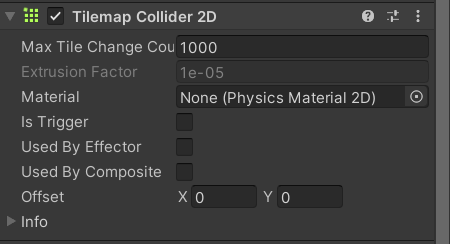 Tilemap Collider 2D
Max Tile Change Cou 1000
Extrusion Factor 1e-05
Material None (Physics Material 2D)
Is Trigger
Used By Effector
Used By Composite
Offset X 0 Y 0
Info